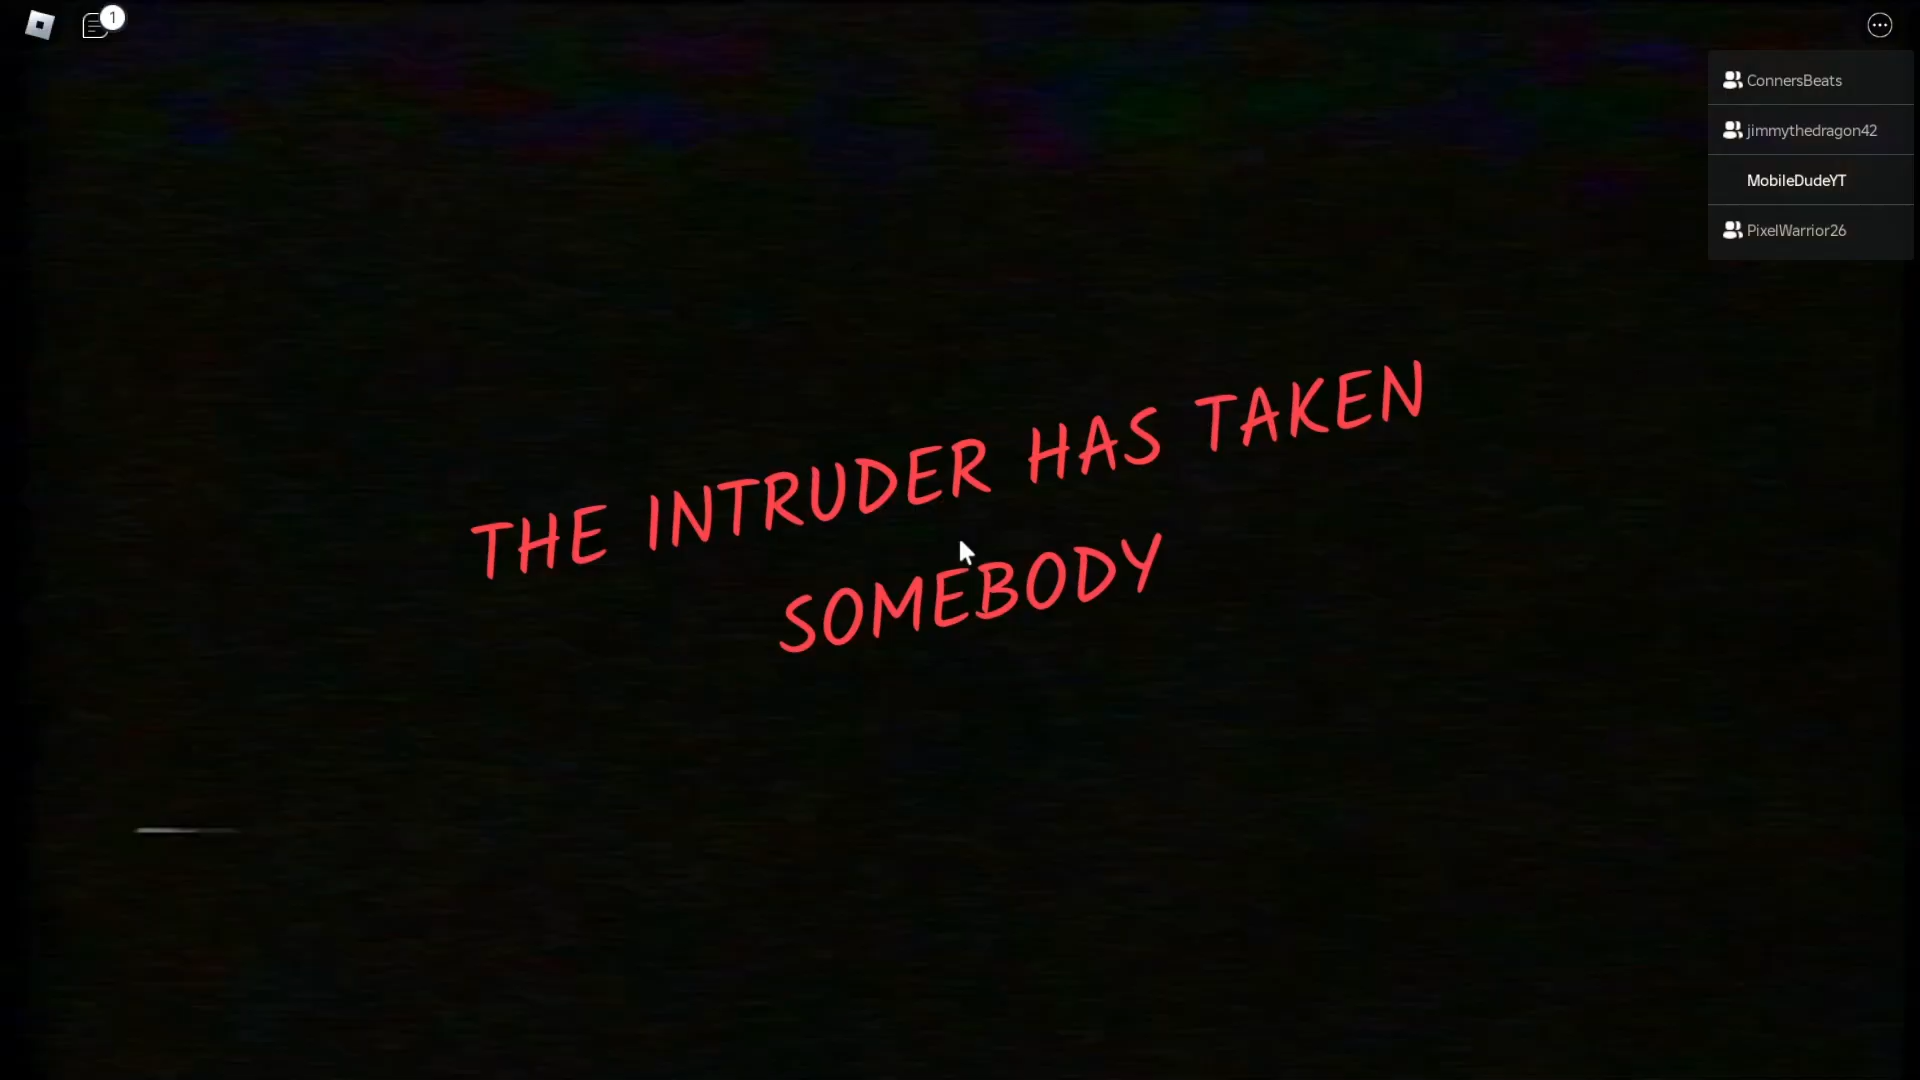 1
ConnersBeats
jimmythedragon42
MobileDudeYT
PixelWarrior26
THE INTRUDER HAS TAKEN
SOMEBODY